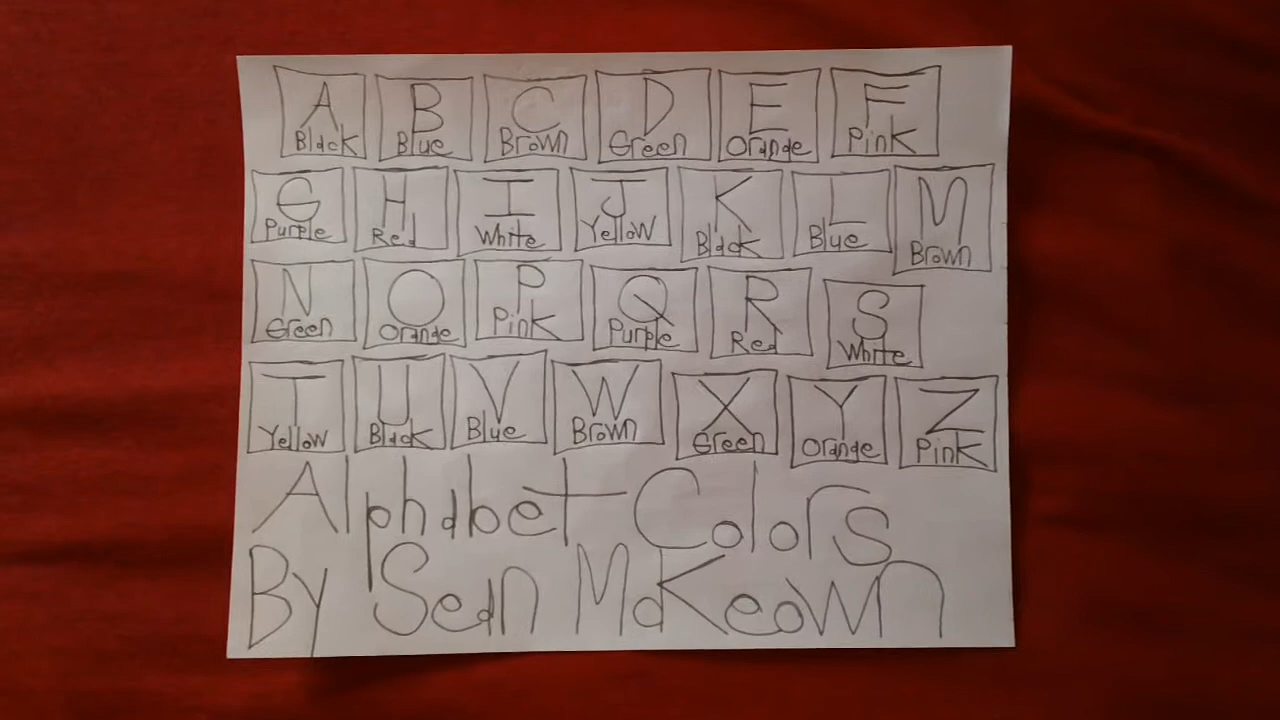 A B C D E F
Black Blue Brown Green Orange Pink
G H I J K L M
Purple Red White Yellow Black Blue Brown
N O P Q R S
Green Orange Pink Purple Red White
T U V W X Y Z
Yellow Black Blue Brown Green Orange Pink
Alphabet Colors
By Sean McKeown